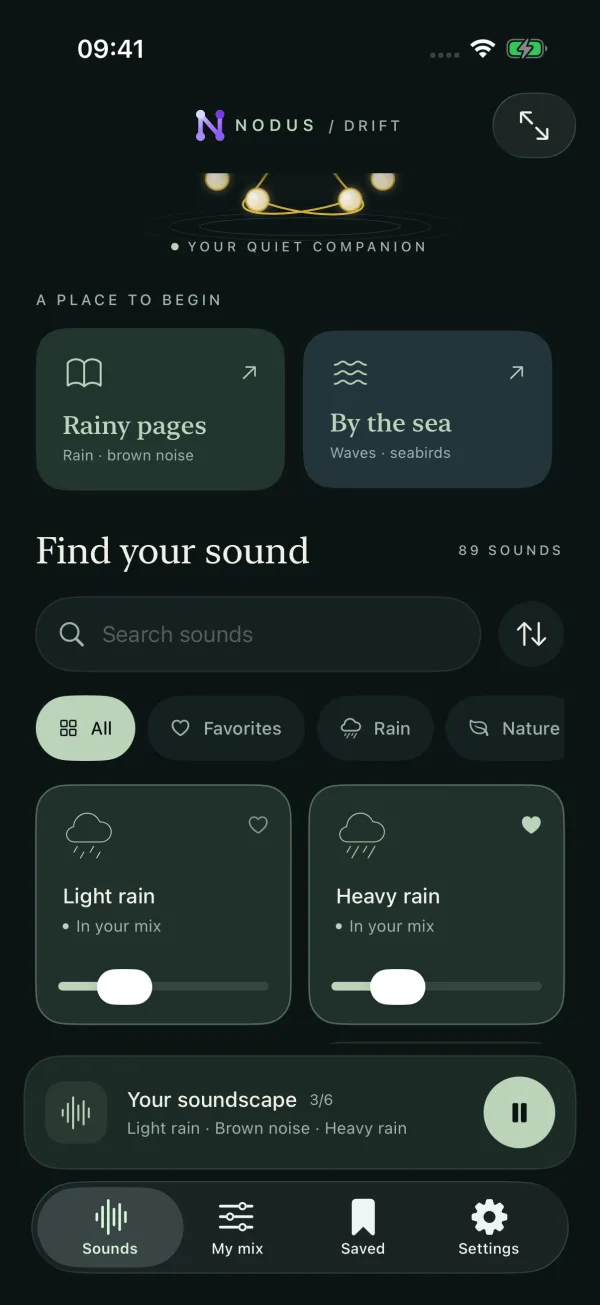 09:41
NODUS / DRIFT
YOUR QUIET COMPANION
A PLACE TO BEGIN
Rainy pages
Rain · brown noise
By the sea
Waves · seabirds
Find your sound
89 SOUNDS
Search sounds
All
Favorites
Rain
Nature
Light rain
• In your mix
Heavy rain
• In your mix
Your soundscape 3/6
Light rain · Brown noise · Heavy rain
Sounds
My mix
Saved
Settings